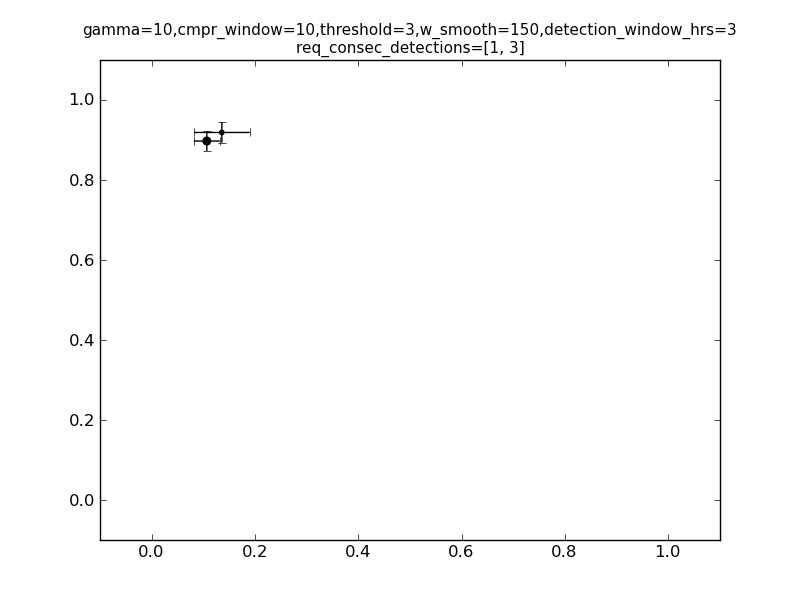 gamma=10,cmpr_window=10,threshold=3,w_smooth=150,detection_window_hrs=3
req_consec_detections=[1, 3]
1.0
0.8
0.6
0.4
0.2
0.0
0.0 0.2 0.4 0.6 0.8 1.0